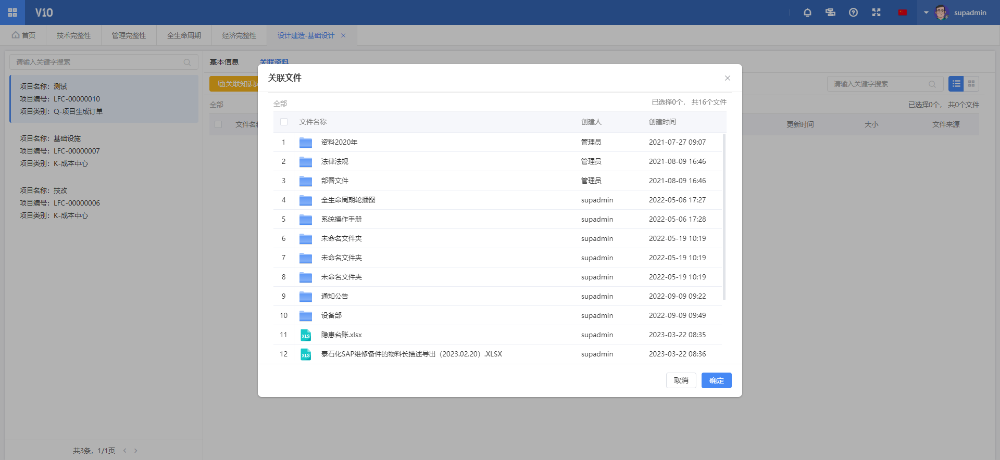 V10
supadmin
首页
技术完整性
管理完整性
全生命周期
经济完整性
设计建造-基础设计
请输入关键字搜索
项目名称：测试
项目编号：LFC-00000010
项目类别：Q-项目生成订单
项目名称：基础设施
项目编号：LFC-00000007
项目类别：K-成本中心
项目名称：技改
项目编号：LFC-00000006
项目类别：K-成本中心
共3条，1/1页
基本信息
关联资料
关联知识
请输入关键字搜索
全部
已选择0个， 共0个文件
文件名
更新时间
大小
文件来源
关联文件
全部
已选择0个， 共16个文件
文件名称 创建人 创建时间
1 资料2020年 管理员 2021-07-27 09:07
2 法律法规 管理员 2021-08-09 16:46
3 部署文件 管理员 2021-08-09 16:46
4 全生命周期轮播图 supadmin 2022-05-06 17:27
5 系统操作手册 supadmin 2022-05-06 17:28
6 未命名文件夹 supadmin 2022-05-19 10:19
7 未命名文件夹 supadmin 2022-05-19 10:19
8 未命名文件夹 supadmin 2022-05-19 10:19
9 通知公告 supadmin 2022-09-09 09:22
10 设备部 supadmin 2022-09-09 09:49
11 XLS 隐患台账.xlsx supadmin 2023-03-22 08:35
12 XLS 泰石化SAP维修备件的物料长描述导出（2023.02.20）.XLSX supadmin 2023-03-22 08:36
取消
确定